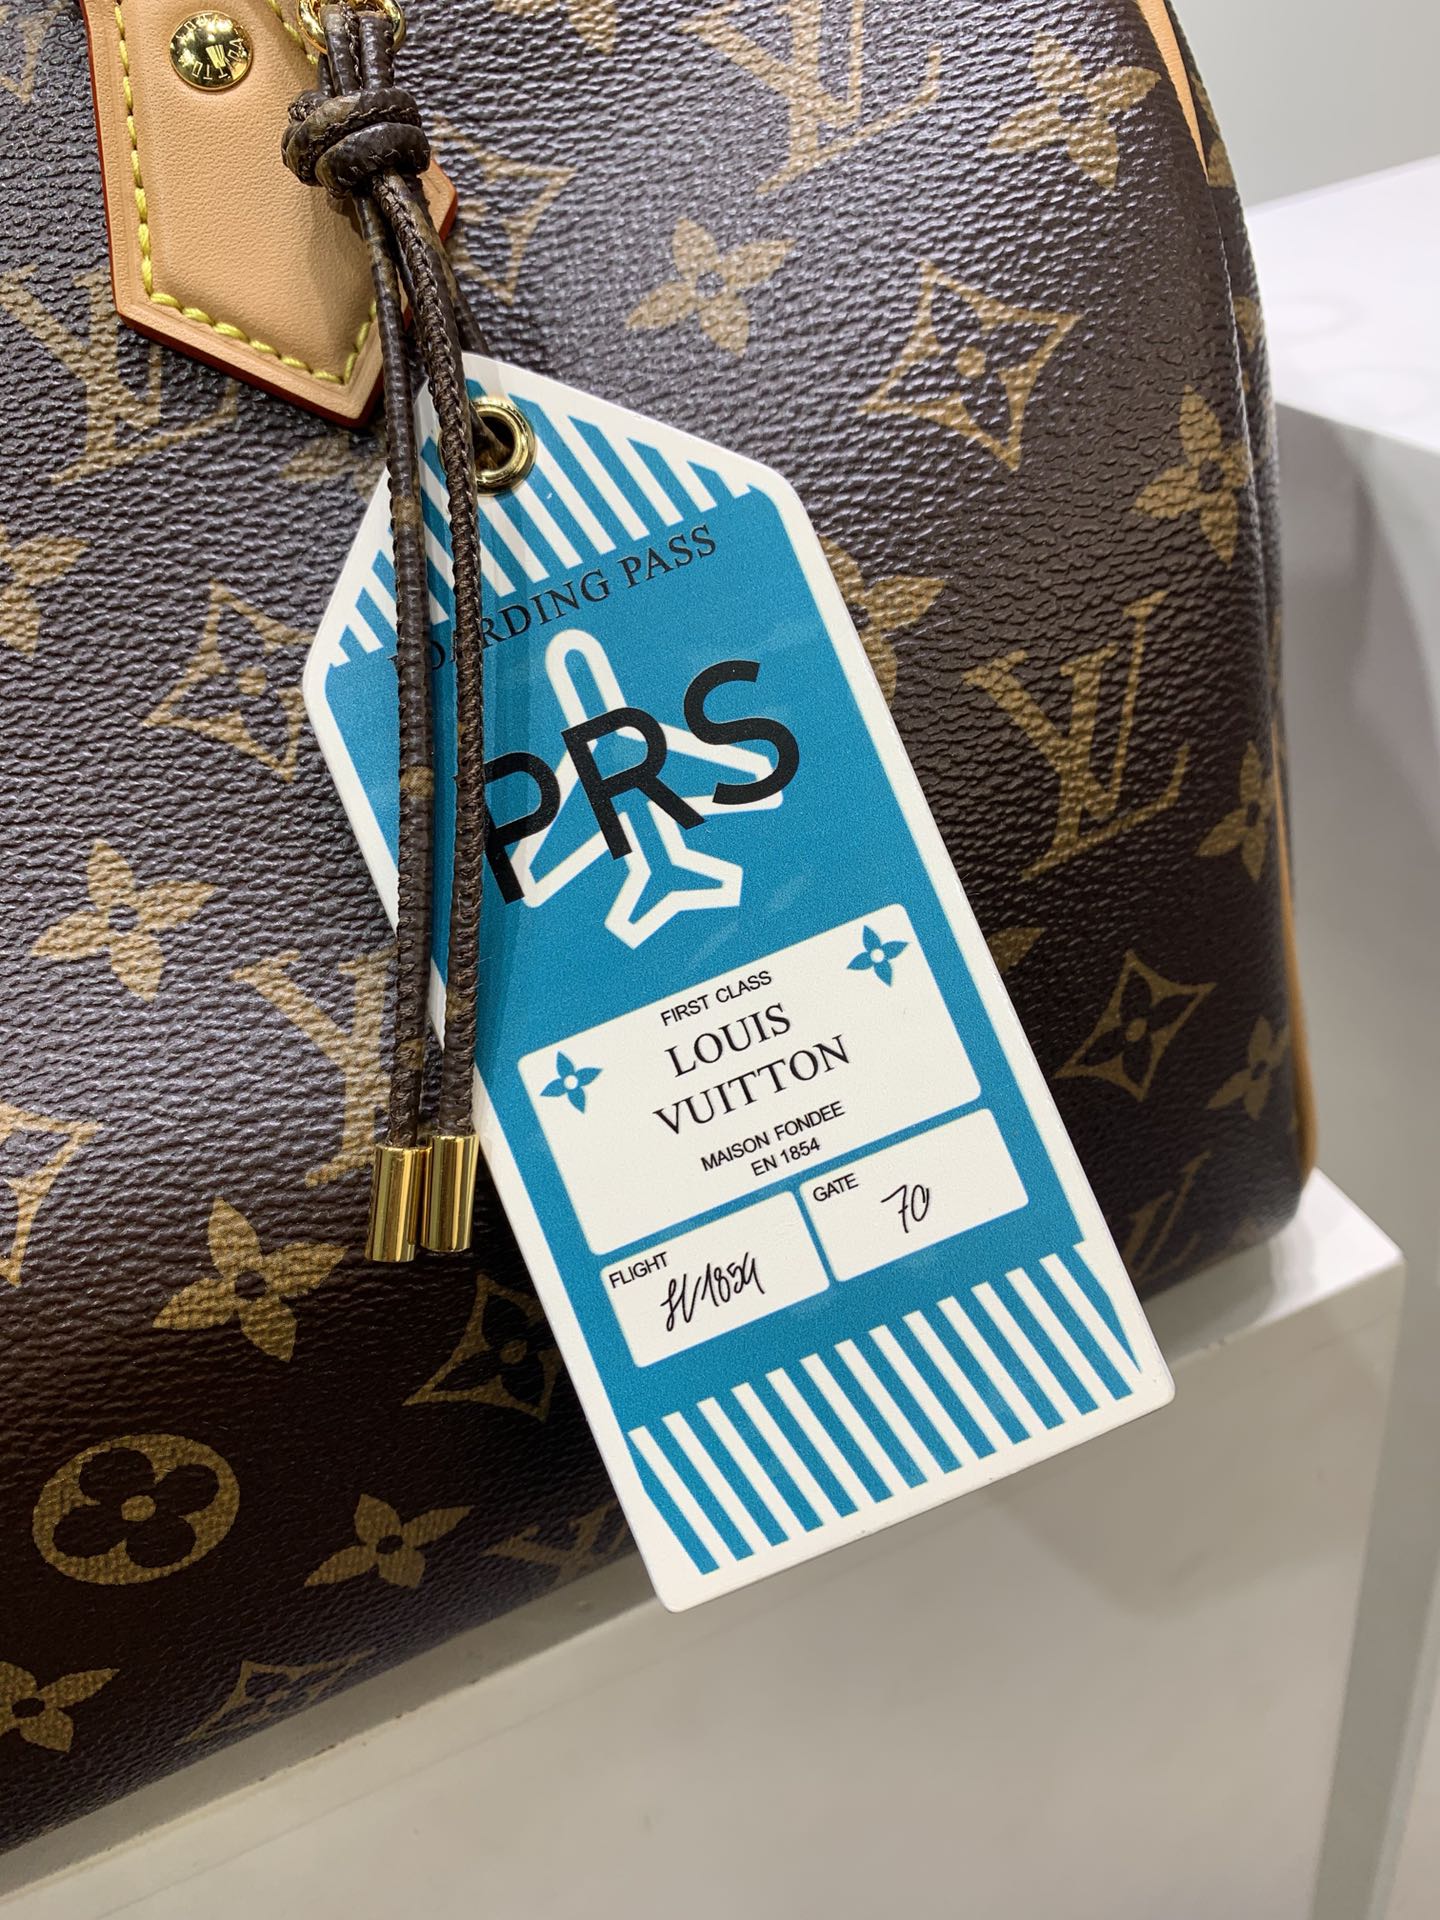 BOARDING PASS
PRS
FIRST CLASS
LOUIS
VUITTON
MAISON FONDEE
EN 1854
FLIGHT
LV1854
GATE
70